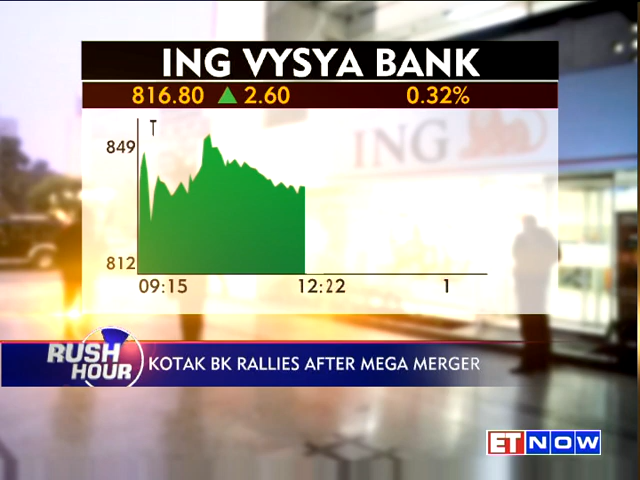 ING VYSYA BANK
816.80 ▲ 2.60 0.32%
T
849
ING
812
09:15 12:22 1
RUSH HOUR
KOTAK BK RALLIES AFTER MEGA MERGER
ET NOW